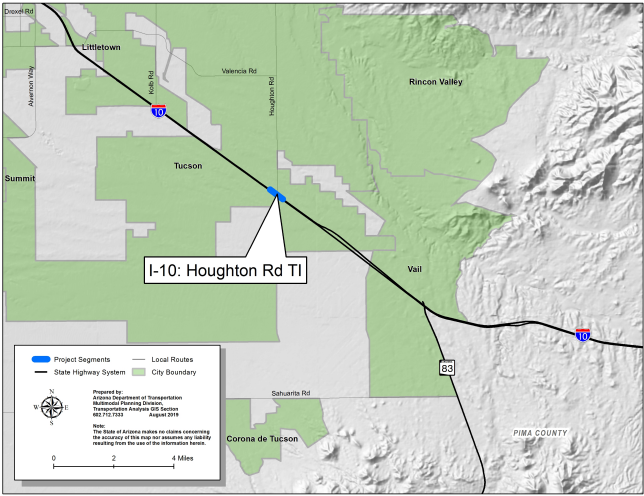 Drexel Rd
Littletown
Alvernon Way
Kolb Rd
Valencia Rd
Houghton Rd
Rincon Valley
10
Tucson
Summit
I-10: Houghton Rd TI
Vail
10
83
Project Segments
Local Routes
State Highway System
City Boundary
N
W
E
S
Prepared by:
Arizona Department of Transportation
Multimodal Planning Division,
Transportation Analysis GIS Section
602.712.7333 August 2019
Note:
The State of Arizona makes no claims concerning
the accuracy of this map nor assumes any liability
resulting from the use of the information herein.
0 2 4 Miles
Sahuarita Rd
Corona de Tucson
PIMA COUNTY